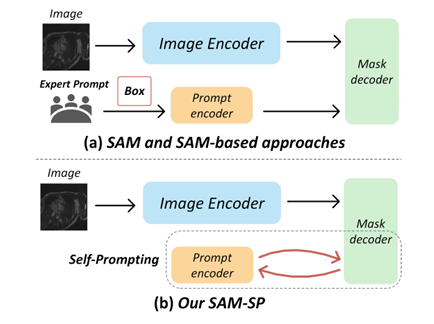 Image
Image Encoder
Mask
decoder
Expert Prompt
Box
Prompt
encoder
(a) SAM and SAM-based approaches
Image
Image Encoder
Mask
decoder
Self-Prompting
Prompt
encoder
(b) Our SAM-SP